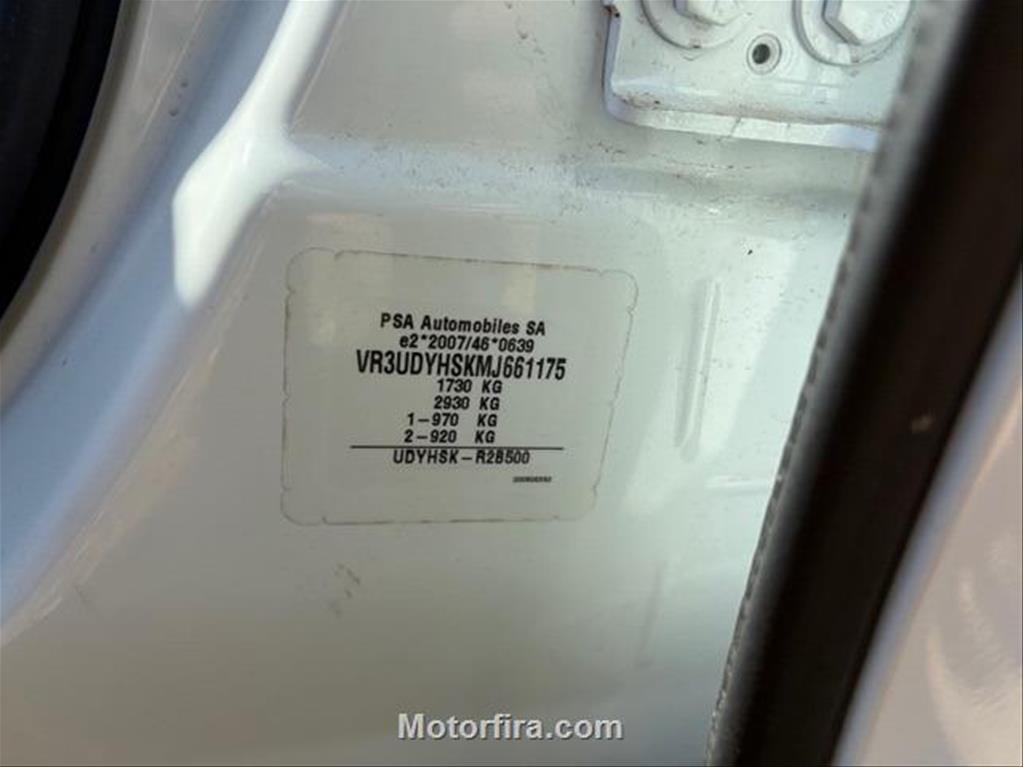 PSA Automobiles SA
e2*2007/46*0639
VR3UDYHSKMJ661175
1730 KG
2930 KG
1-970 KG
2-920 KG
UDYHSK-R28500
Motorfira.com